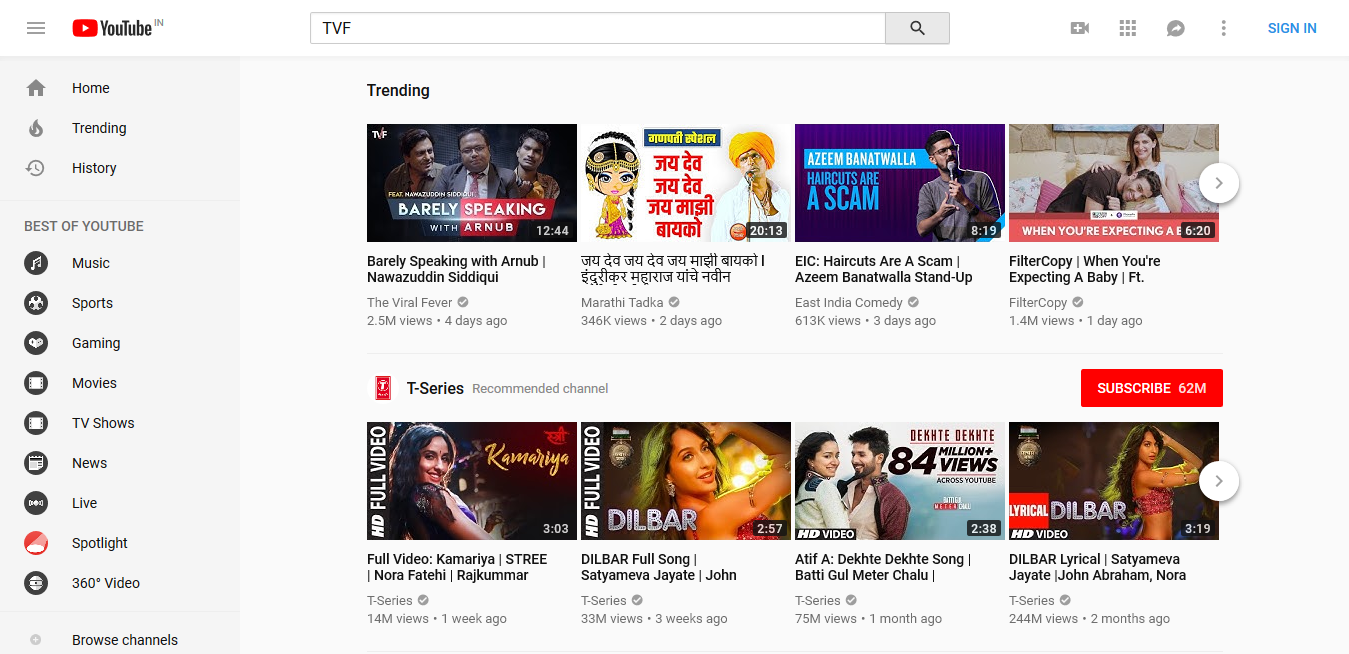 YouTube IN
TVF
SIGN IN
Home
Trending
History
BEST OF YOUTUBE
Music
Sports
Gaming
Movies
TV Shows
News
Live
Spotlight
360° Video
Browse channels
Trending
TVF
FEAT. NAWAZUDDIN SIDDIQUI
BARELY SPEAKING
WITH ARNUB
12:44
Barely Speaking with Arnub |
Nawazuddin Siddiqui
The Viral Fever
2.5M views • 4 days ago
गणपती स्पेशल
जय देव
जय देव
जय माझी
बायको
20:13
जय देव जय देव जय माझी बायको I
इंदुरीकर महाराज यांचे नवीन
Marathi Tadka
346K views • 2 days ago
AZEEM BANATWALLA
HAIRCUTS ARE
A SCAM
8:19
EIC: Haircuts Are A Scam |
Azeem Banatwalla Stand-Up
East India Comedy
613K views • 3 days ago
WHEN YOU'RE EXPECTING A
6:20
FilterCopy | When You're
Expecting A Baby | Ft.
FilterCopy
1.4M views • 1 day ago
T-Series Recommended channel
SUBSCRIBE 62M
HD FULL VIDEO
स्त्री
Kamariya
3:03
Full Video: Kamariya | STREE
| Nora Fatehi | Rajkummar
T-Series
14M views • 1 week ago
HD FULL VIDEO
DILBAR
2:57
DILBAR Full Song |
Satyameva Jayate | John
T-Series
33M views • 3 weeks ago
DEKHTE DEKHTE
84 MILLION+
VIEWS
ACROSS YOUTUBE
BATTI GUL
METER CHALU
HD VIDEO
2:38
Atif A: Dekhte Dekhte Song |
Batti Gul Meter Chalu |
T-Series
75M views • 1 month ago
LYRICAL DILBAR
HD VIDEO
3:19
DILBAR Lyrical | Satyameva
Jayate |John Abraham, Nora
T-Series
244M views • 2 months ago